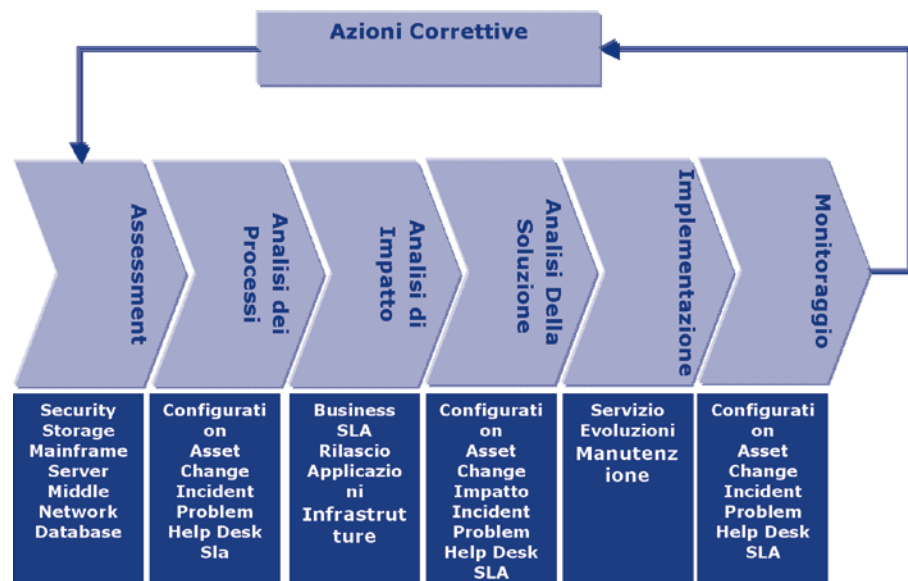 Azioni Correttive
Assessment
Analisi dei
Processi
Analisi di
Impatto
Analisi Della
Soluzione
Implementazione
Monitoraggio
Security
Storage
Mainframe
Server
Middle
Network
Database
Configurati
on
Asset
Change
Incident
Problem
Help Desk
Sla
Business
SLA
Rilascio
Applicazio
ni
Infrastrut
ture
Configurati
on
Asset
Change
Impatto
Incident
Problem
Help Desk
SLA
Servizio
Evoluzioni
Manutenz
ione
Configurati
on
Asset
Change
Incident
Problem
Help Desk
SLA